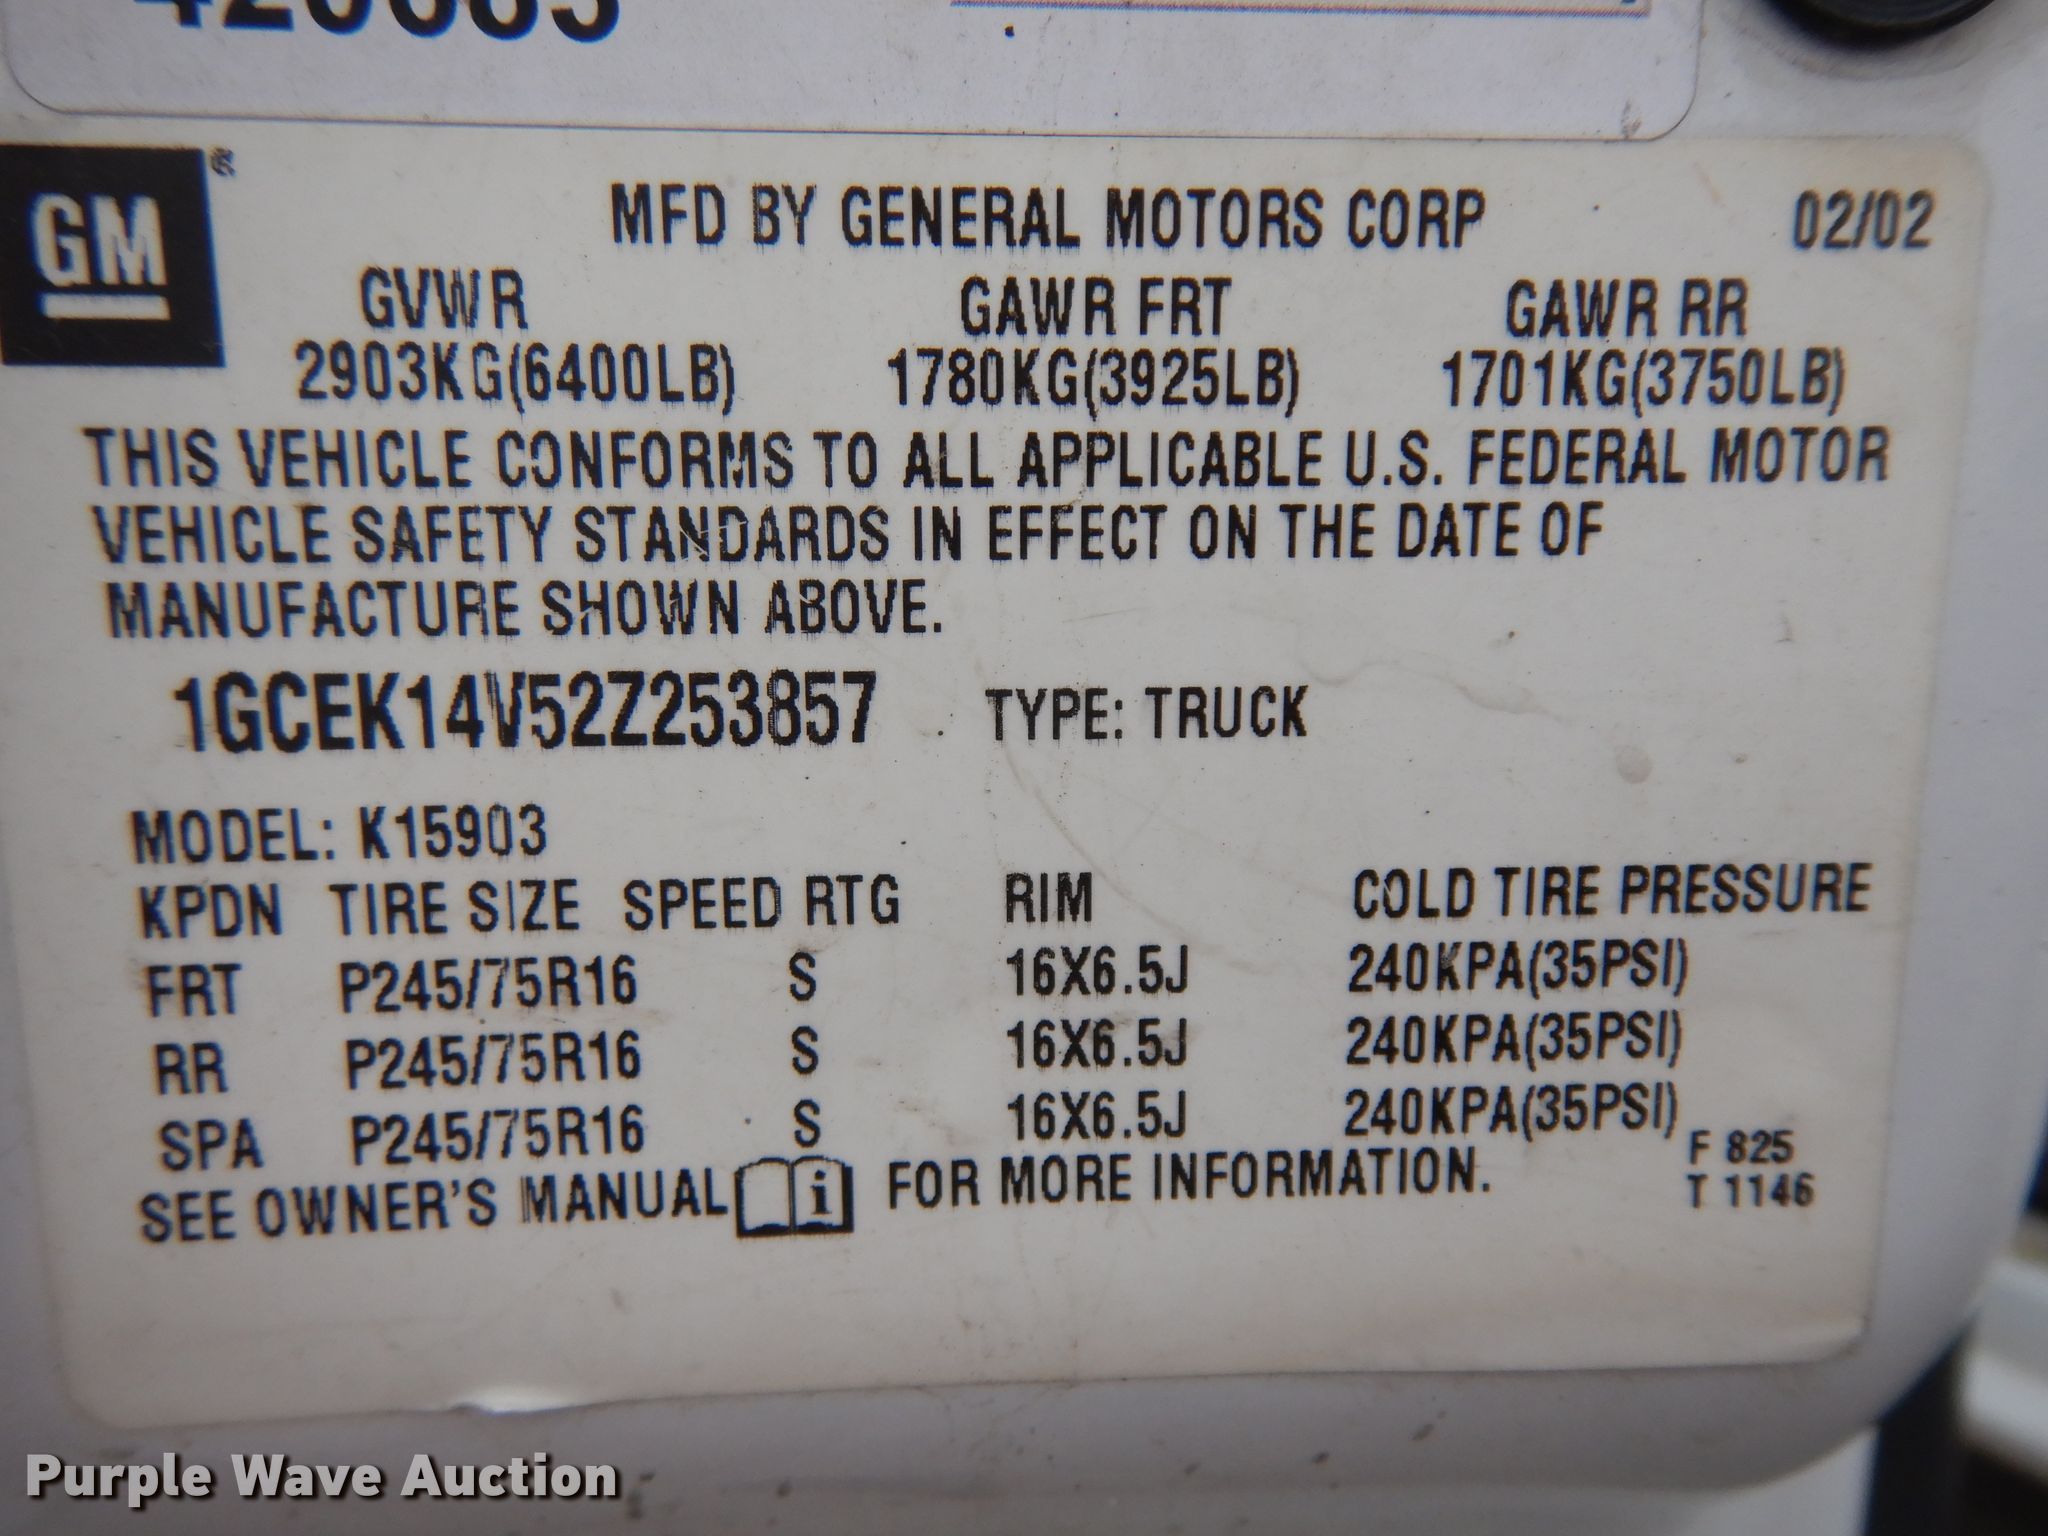 GM
®
MFD BY GENERAL MOTORS CORP 02/02
GVWR GAWR FRT GAWR RR
2903KG(6400LB) 1780KG(3925LB) 1701KG(3750LB)
THIS VEHICLE CONFORMS TO ALL APPLICABLE U.S. FEDERAL MOTOR
VEHICLE SAFETY STANDARDS IN EFFECT ON THE DATE OF
MANUFACTURE SHOWN ABOVE.
1GCEK14V52Z253857 TYPE: TRUCK
MODEL: K15903
KPDN TIRE SIZE SPEED RTG RIM COLD TIRE PRESSURE
FRT P245/75R16 S 16X6.5J 240KPA(35PSI)
RR P245/75R16 S 16X6.5J 240KPA(35PSI)
SPA P245/75R16 S 16X6.5J 240KPA(35PSI)
F 825
SEE OWNER'S MANUAL i FOR MORE INFORMATION. T 1146
Purple Wave Auction